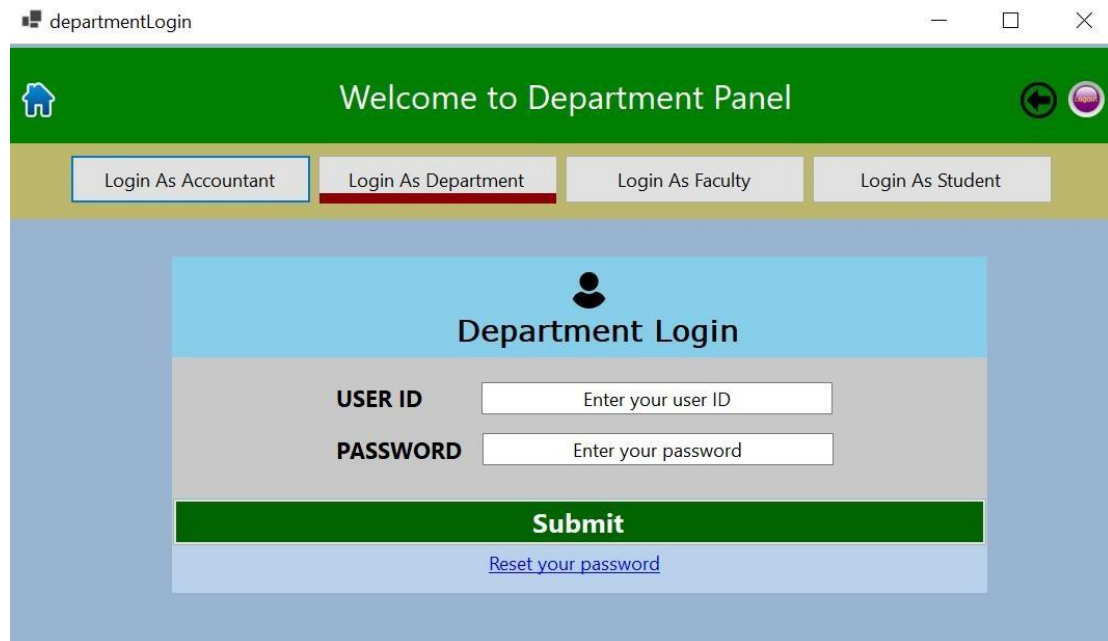 departmentLogin
Welcome to Department Panel
Logout
Login As Accountant
Login As Department
Login As Faculty
Login As Student
Department Login
USER ID
Enter your user ID
PASSWORD
Enter your password
Submit
Reset your password